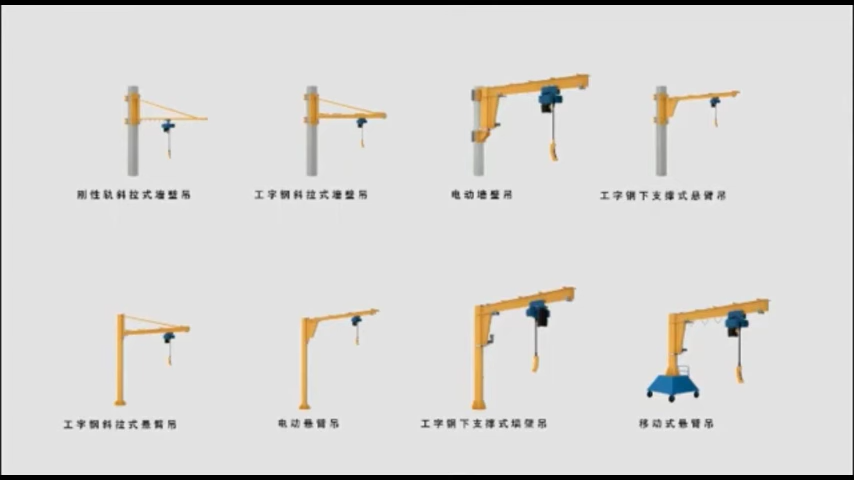 刚性轨斜拉式墙壁吊
工字钢斜拉式墙壁吊
电动墙壁吊
工字钢下支撑式悬臂吊
工字钢斜拉式悬臂吊
电动悬臂吊
工字钢下支撑式墙壁吊
移动式悬臂吊